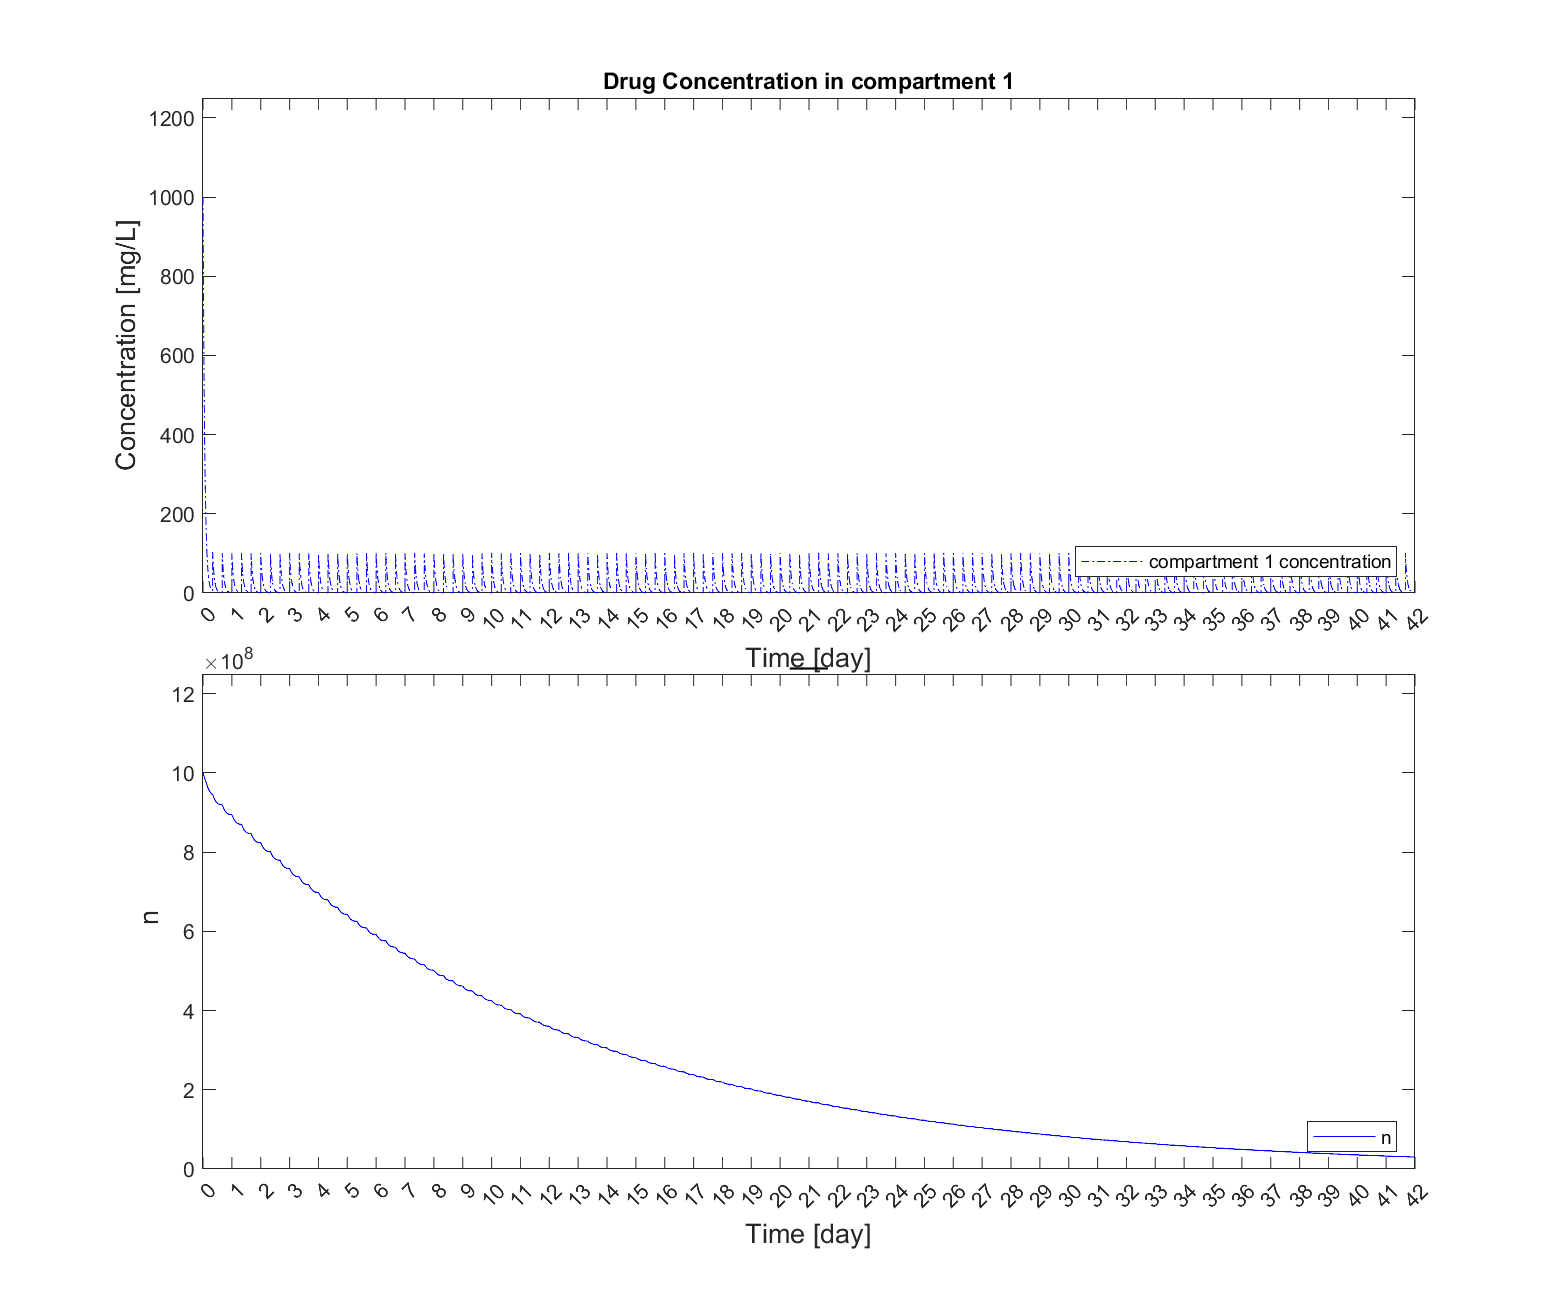 Drug Concentration in compartment 1
1200
1000
800
600
400
200
0
Concentration [mg/L]
compartment 1 concentration
0 1 2 3 4 5 6 7 8 9 10 11 12 13 14 15 16 17 18 19 20 21 22 23 24 25 26 27 28 29 30 31 32 33 34 35 36 37 38 39 40 41 42
Time [day]
×10⁸
12
10
8
6
4
2
0
n
n
0 1 2 3 4 5 6 7 8 9 10 11 12 13 14 15 16 17 18 19 20 21 22 23 24 25 26 27 28 29 30 31 32 33 34 35 36 37 38 39 40 41 42
Time [day]